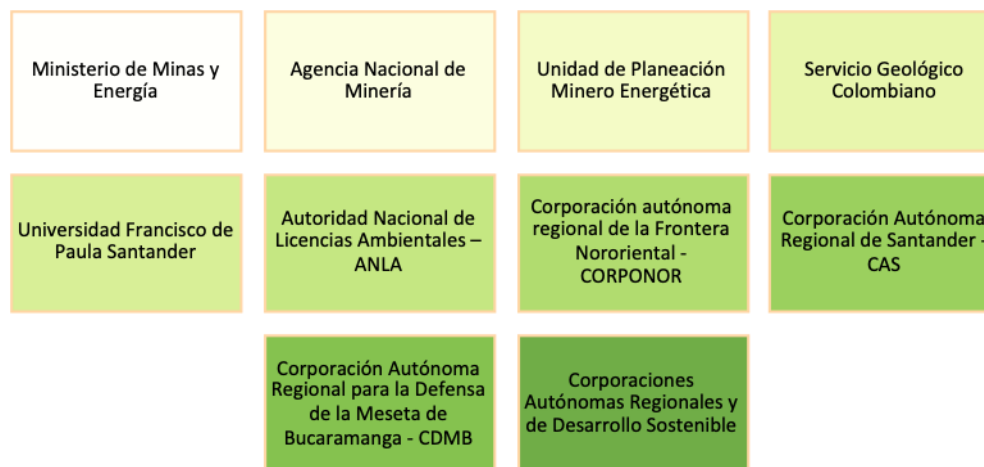 Ministerio de Minas y
Energía
Agencia Nacional de
Minería
Unidad de Planeación
Minero Energética
Servicio Geológico
Colombiano
Universidad Francisco de
Paula Santander
Autoridad Nacional de
Licencias Ambientales –
ANLA
Corporación autónoma
regional de la Frontera
Nororiental -
CORPONOR
Corporación Autónoma
Regional de Santander -
CAS
Corporación Autónoma
Regional para la Defensa
de la Meseta de
Bucaramanga - CDMB
Corporaciones
Autónomas Regionales y
de Desarrollo Sostenible